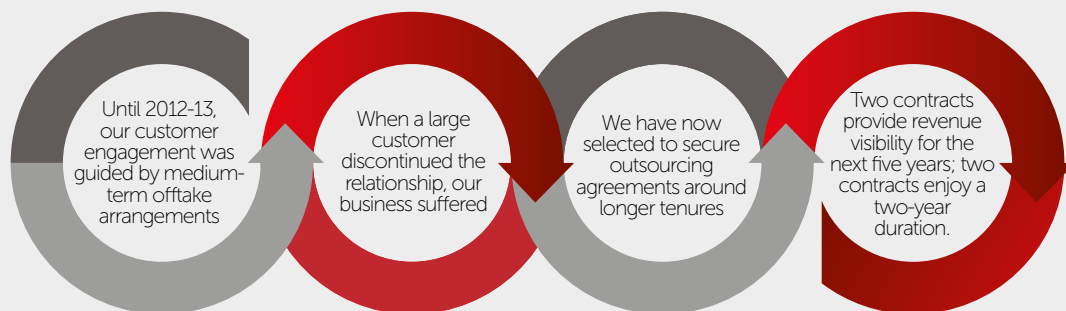 Until 2012-13,
our customer
engagement was
guided by medium-
term offtake
arrangements
When a large
customer
discontinued the
relationship, our
business suffered
We have now
selected to secure
outsourcing
agreements around
longer tenures
Two contracts
provide revenue
visibility for the
next five years; two
contracts enjoy a
two-year
duration.